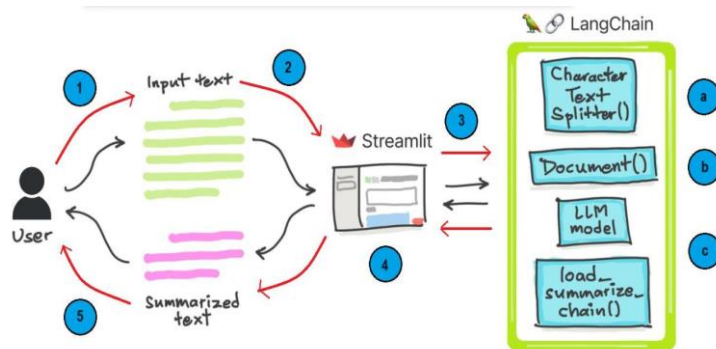 LangChain
1
Input text
2
3
Character
Text
Splitter()
a
Streamlit
Document()
b
User
LLM
model
4
c
load_
summarize_
chain()
5
Summarized
text